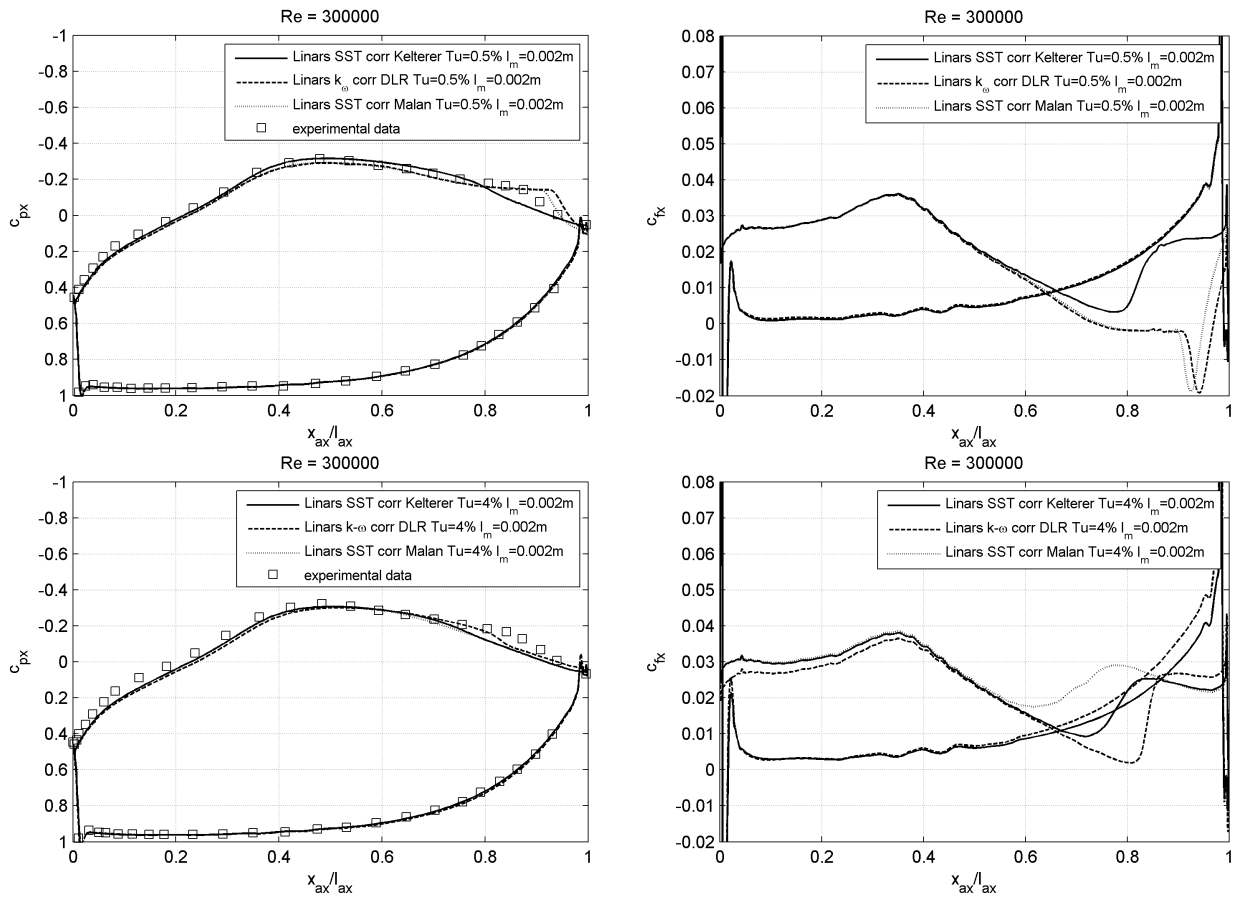 Re = 300000
-1
-0.8
-0.6
-0.4
-0.2
0
0.2
0.4
0.6
0.8
1
c_px
0 0.2 0.4 0.6 0.8 1
x_ax/l_ax
Linars SST corr Kelterer Tu=0.5% l_m=0.002m
Linars k_ω corr DLR Tu=0.5% l_m=0.002m
Linars SST corr Malan Tu=0.5% l_m=0.002m
experimental data
Re = 300000
0.08
0.07
0.06
0.05
0.04
0.03
0.02
0.01
0
-0.01
-0.02
c_fx
0 0.2 0.4 0.6 0.8 1
x_ax/l_ax
Linars SST corr Kelterer Tu=0.5% l_m=0.002m
Linars k_ω corr DLR Tu=0.5% l_m=0.002m
Linars SST corr Malan Tu=0.5% l_m=0.002m
Re = 300000
-1
-0.8
-0.6
-0.4
-0.2
0
0.2
0.4
0.6
0.8
1
c_px
0 0.2 0.4 0.6 0.8 1
x_ax/l_ax
Linars SST corr Kelterer Tu=4% l_m=0.002m
Linars k-ω corr DLR Tu=4% l_m=0.002m
Linars SST corr Malan Tu=4% l_m=0.002m
experimental data
Re = 300000
0.08
0.07
0.06
0.05
0.04
0.03
0.02
0.01
0
-0.01
-0.02
c_fx
0 0.2 0.4 0.6 0.8 1
x_ax/l_ax
Linars SST corr Kelterer Tu=4% l_m=0.002m
Linars k-ω corr DLR Tu=4% l_m=0.002m
Linars SST corr Malan Tu=4% l_m=0.002m